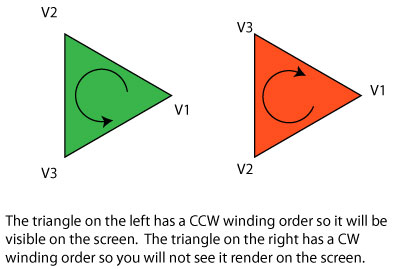 V2
V3
V1
V1
V3
V2
The triangle on the left has a CCW winding order so it will be
visible on the screen.  The triangle on the right has a CW
winding order so you will not see it render on the screen.